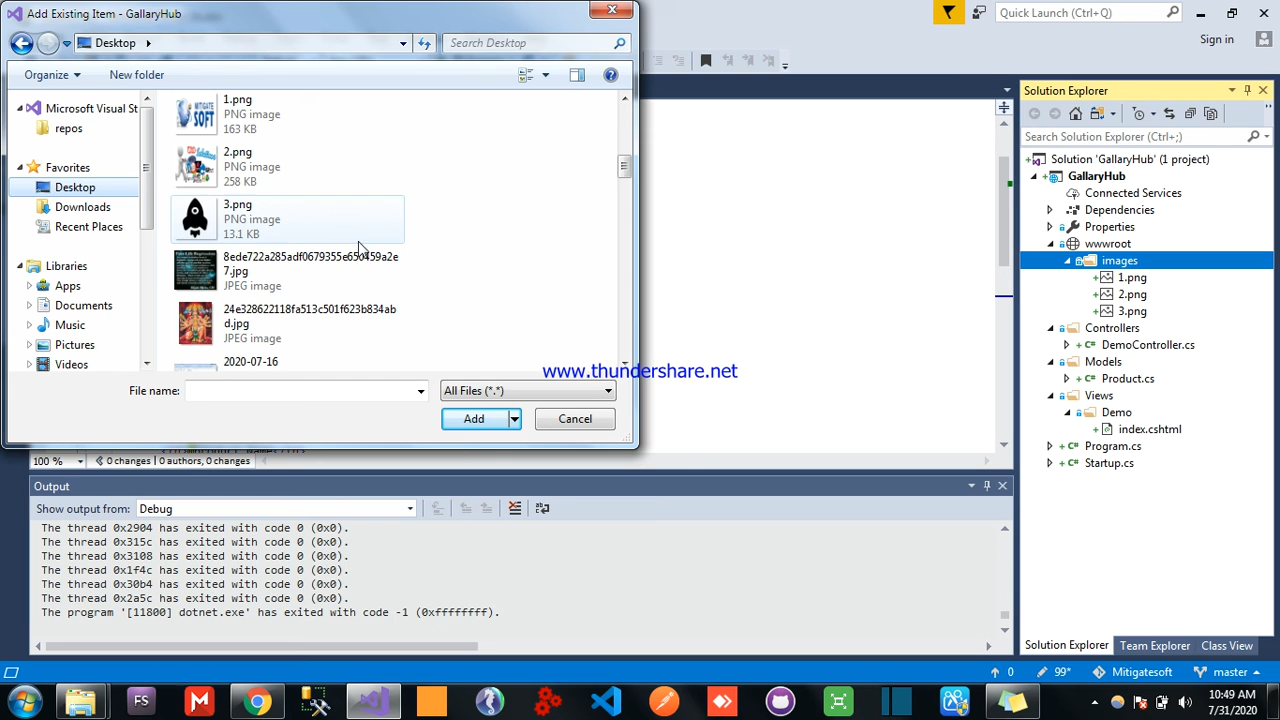 Add Existing Item - GallaryHub
Quick Launch (Ctrl+Q)
Sign in
Desktop
Search Desktop
Organize
New folder
Microsoft Visual St
repos
Favorites
Desktop
Downloads
Recent Places
Libraries
Apps
Documents
Music
Pictures
Videos
MITIGATE
SOFT
1.png
PNG image
163 KB
2.png
PNG image
258 KB
3.png
PNG image
13.1 KB
7.jpg
JPEG image
24e328622118fa513c501f623b834ab
d.jpg
JPEG image
2020-07-16
www.thundershare.net
File name:
All Files (*.*)
Add
Cancel
Solution Explorer
Search Solution Explorer (Ctrl+;)
Solution 'GallaryHub' (1 project)
GallaryHub
Connected Services
Dependencies
Properties
wwwroot
images
1.png
2.png
3.png
Controllers
DemoController.cs
Models
Product.cs
Views
Demo
index.cshtml
Program.cs
Startup.cs
100 %
0 changes | 0 authors, 0 changes
Output
Show output from: Debug
The thread 0x2904 has exited with code 0 (0x0).
The thread 0x315c has exited with code 0 (0x0).
The thread 0x3108 has exited with code 0 (0x0).
The thread 0x1f4c has exited with code 0 (0x0).
The thread 0x30b4 has exited with code 0 (0x0).
The thread 0x2a5c has exited with code 0 (0x0).
The program '[11800] dotnet.exe' has exited with code -1 (0xffffffff).
Solution Explorer
Team Explorer
Class View
0
99*
Mitigatesoft
master
FS
10:49 AM
7/31/2020